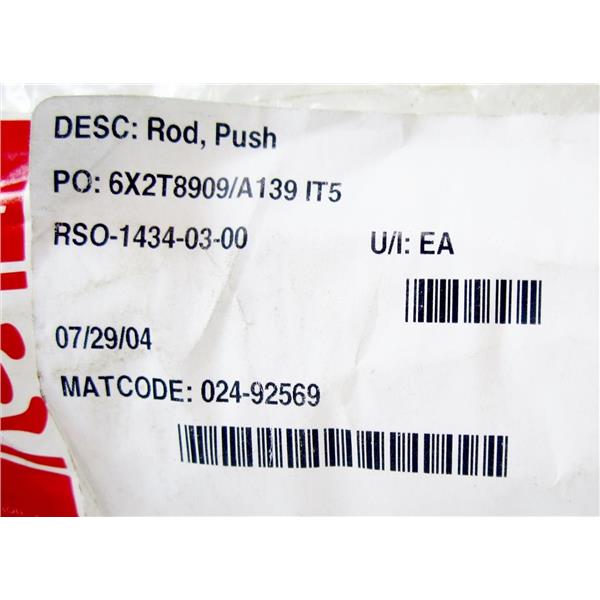 DESC: Rod, Push
PO: 6X2T8909/A139 IT5
RSO-1434-03-00 U/I: EA
07/29/04
MATCODE: 024-92569